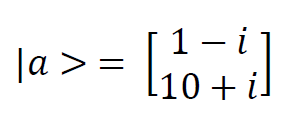 |a > = [1 − i
10 + i]